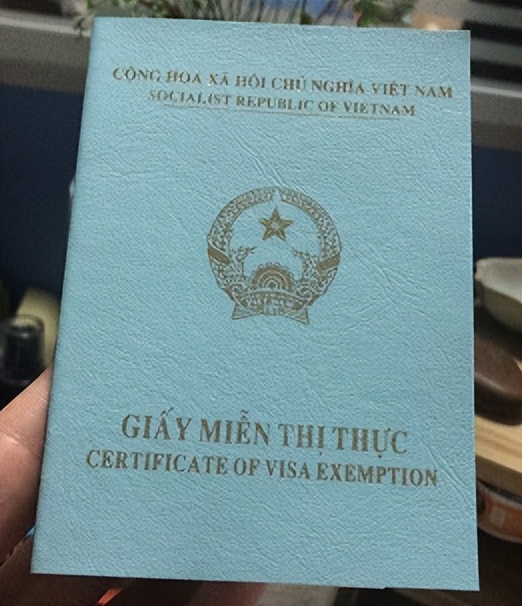 CỘNG HÒA XÃ HỘI CHỦ NGHĨA VIỆT NAM
SOCIALIST REPUBLIC OF VIETNAM
GIẤY MIỄN THỊ THỰC
CERTIFICATE OF VISA EXEMPTION